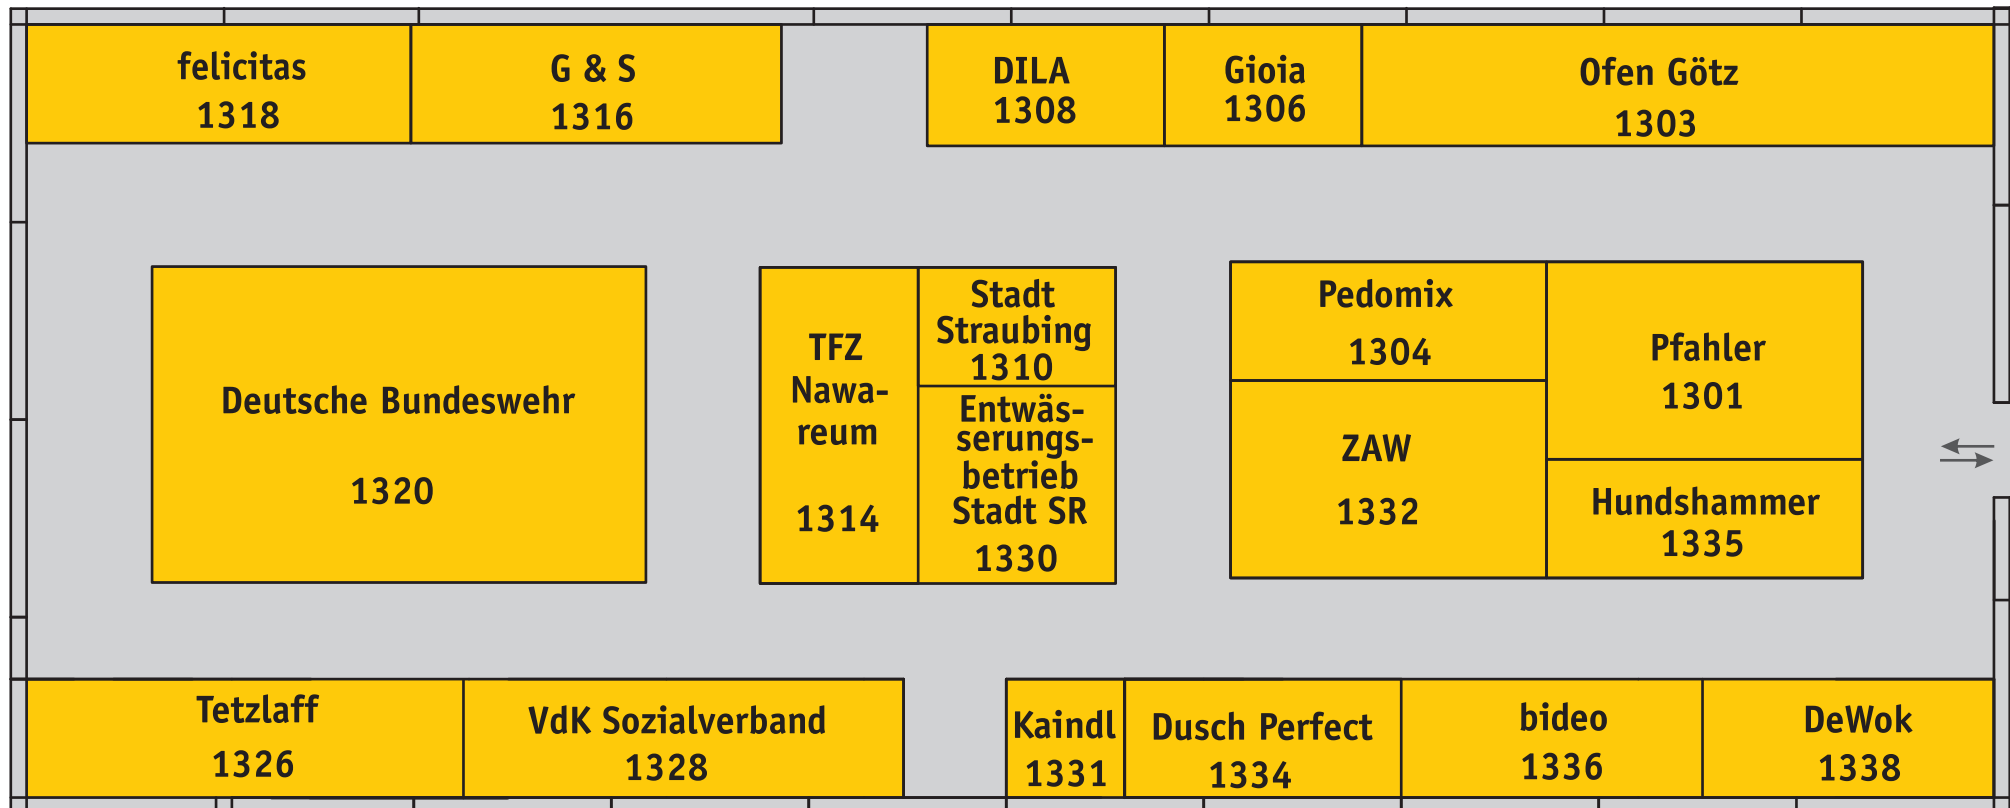 felicitas
1318
G & S
1316
DILA
1308
Gioia
1306
Ofen Götz
1303
Deutsche Bundeswehr
1320
TFZ
Nawa-
reum
1314
Stadt
Straubing
1310
Entwäs-
serungs-
betrieb
Stadt SR
1330
Pedomix
1304
ZAW
1332
Pfahler
1301
Hundshammer
1335
Tetzlaff
1326
VdK Sozialverband
1328
Kaindl
1331
Dusch Perfect
1334
bideo
1336
DeWok
1338